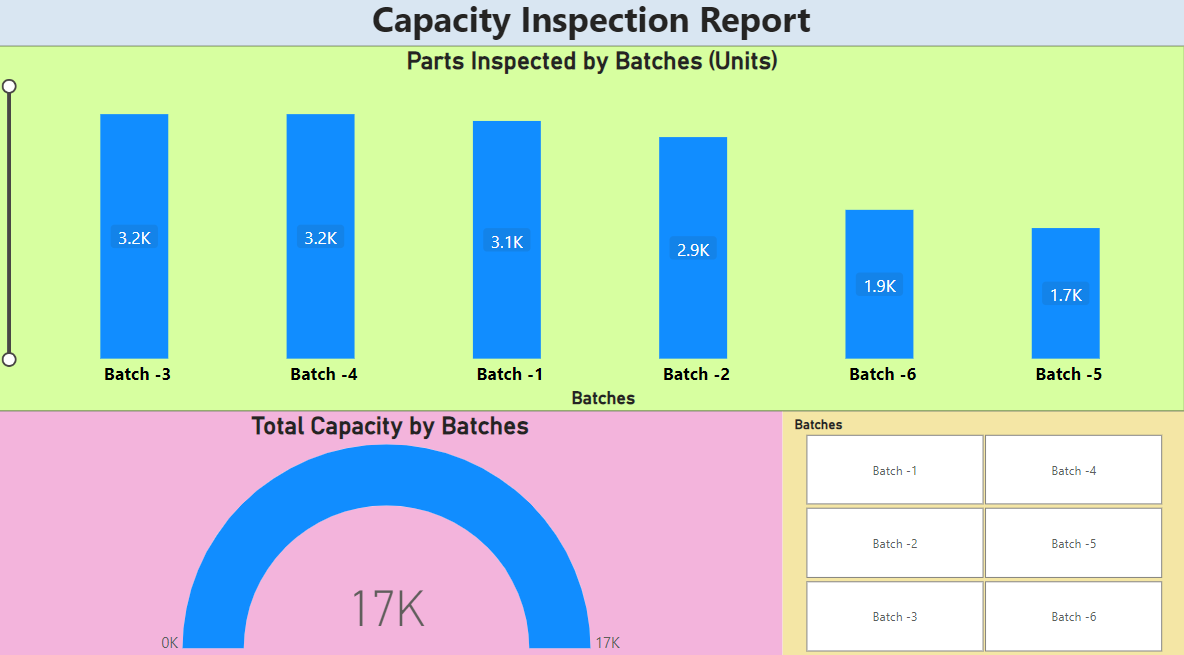 Capacity Inspection Report
Parts Inspected by Batches (Units)
3.2K
3.2K
3.1K
2.9K
1.9K
1.7K
Batch -3
Batch -4
Batch -1
Batch -2
Batch -6
Batch -5
Batches
Total Capacity by Batches
17K
0K
17K
Batches
Batch -1
Batch -4
Batch -2
Batch -5
Batch -3
Batch -6